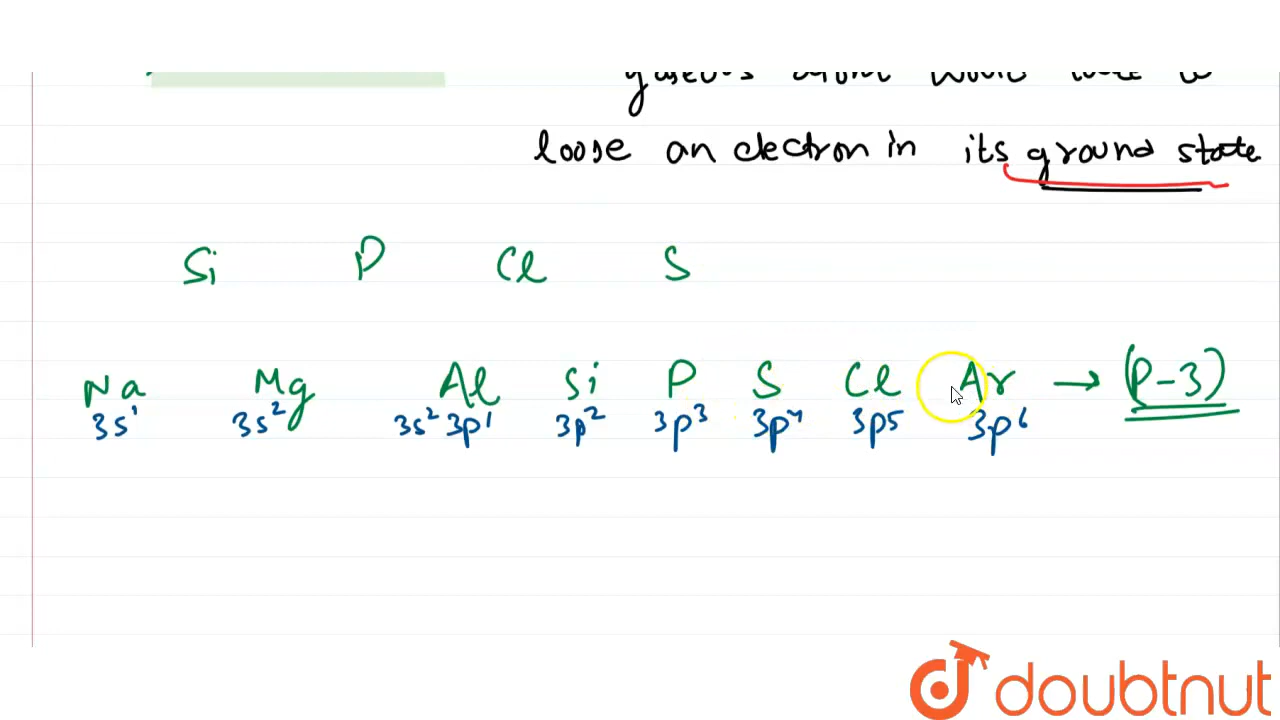 loose an electron in its ground state
Si P Cl S
Na Mg Al Si P S Cl Ar → (P-3)
3s¹ 3s² 3s² 3p¹ 3p² 3p³ 3p⁴ 3p5 3p⁶
doubtnut